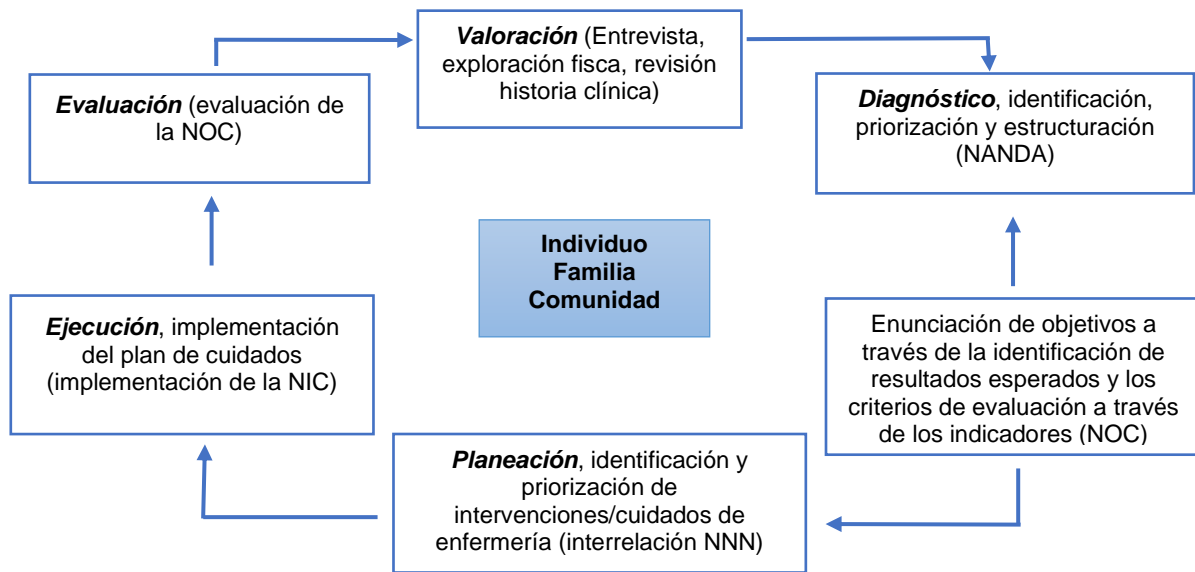 Valoración (Entrevista,
exploración fisca, revisión
historia clínica)
Diagnóstico, identificación,
priorización y estructuración
(NANDA)
Enunciación de objetivos a
través de la identificación de
resultados esperados y los
criterios de evaluación a través
de los indicadores (NOC)
Planeación, identificación y
priorización de
intervenciones/cuidados de
enfermería (interrelación NNN)
Ejecución, implementación
del plan de cuidados
(implementación de la NIC)
Evaluación (evaluación de
la NOC)
Individuo
Familia
Comunidad